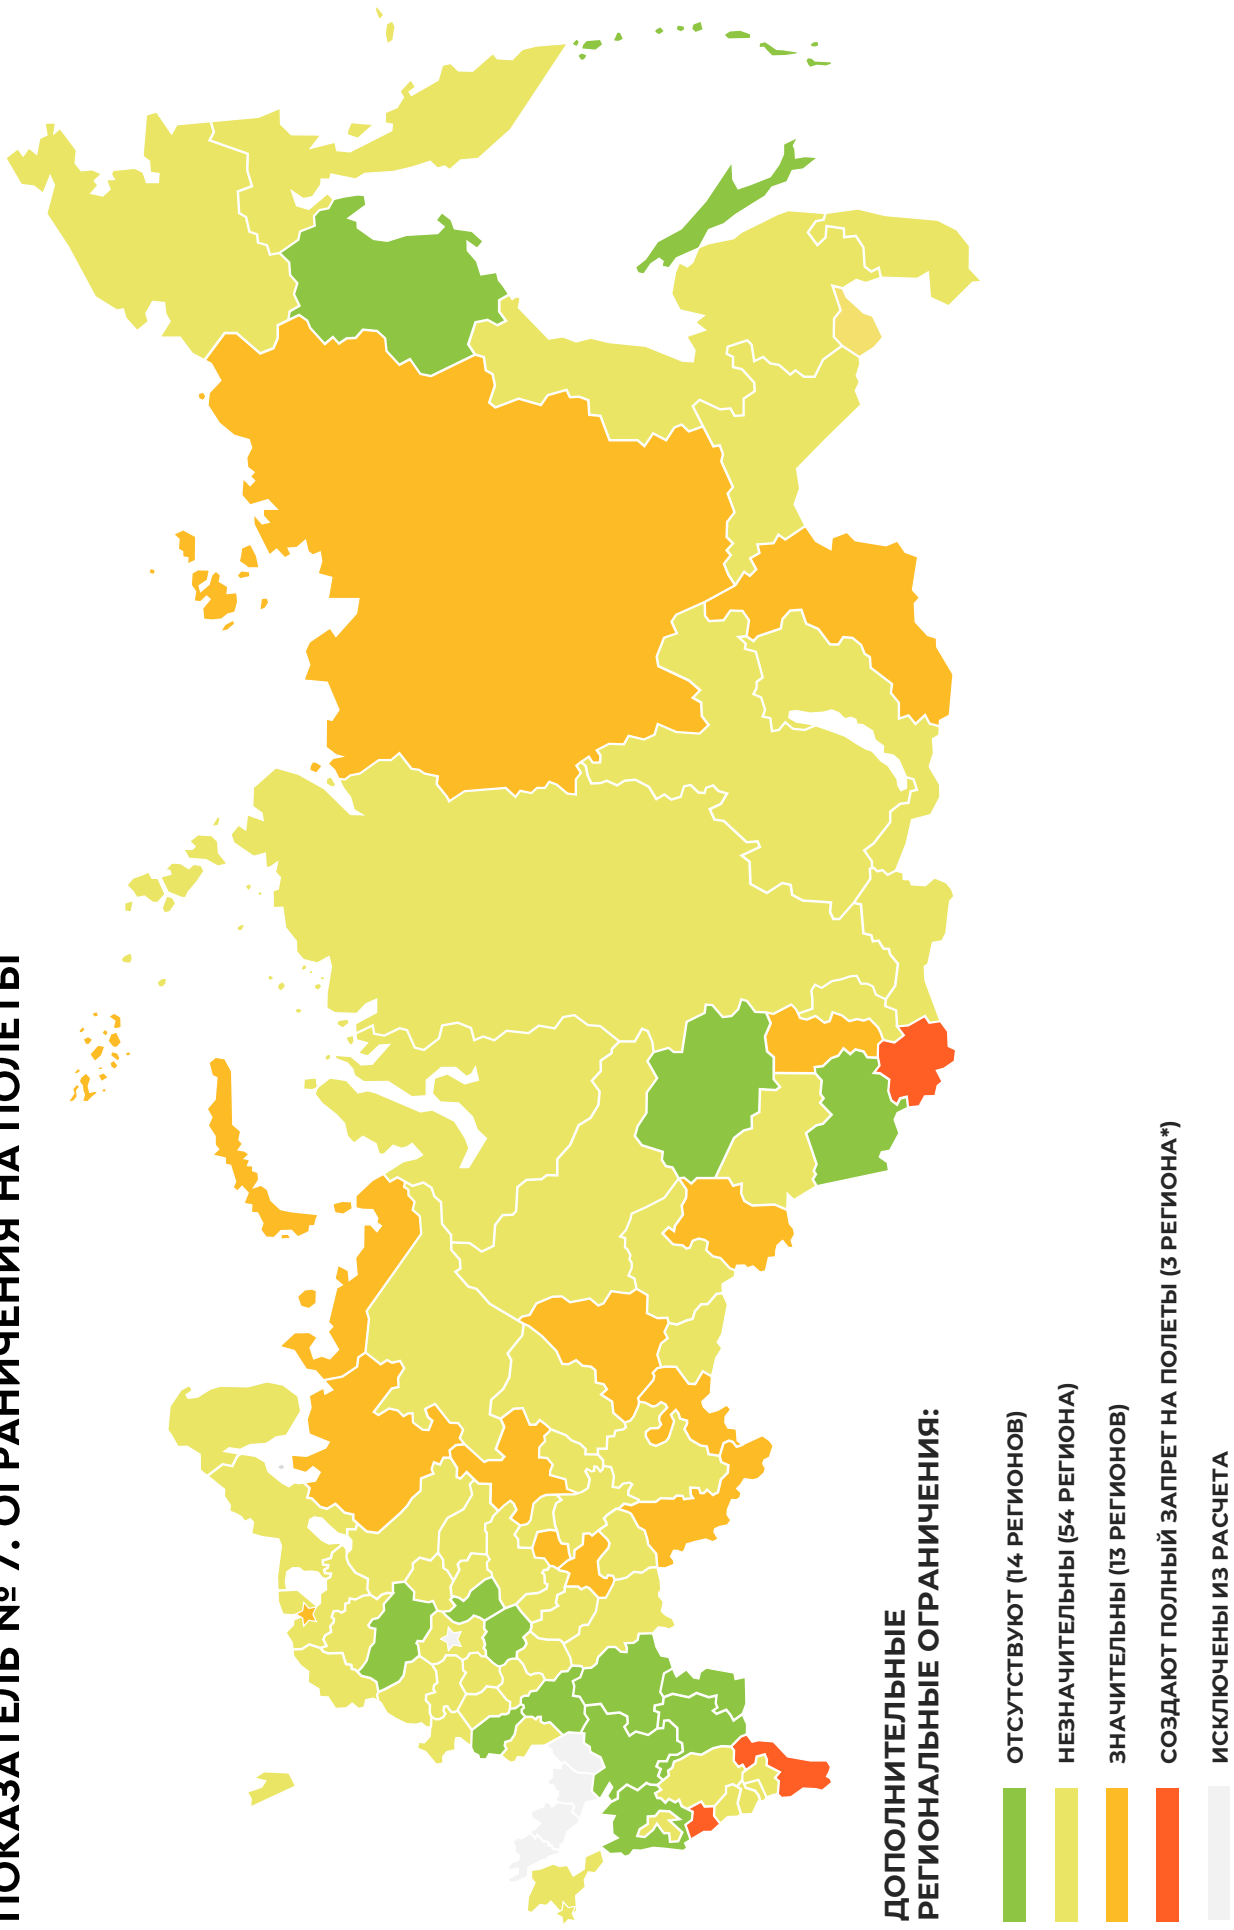 ПОКАЗАТЕЛЬ № 7. ОГРАНИЧЕНИЯ НА ПОЛЕТЫ
ДОПОЛНИТЕЛЬНЫЕ
РЕГИОНАЛЬНЫЕ ОГРАНИЧЕНИЯ:
ОТСУТСТВУЮТ (14 РЕГИОНОВ)
НЕЗНАЧИТЕЛЬНЫ (54 РЕГИОНА)
ЗНАЧИТЕЛЬНЫ (13 РЕГИОНОВ)
СОЗДАЮТ ПОЛНЫЙ ЗАПРЕТ НА ПОЛЕТЫ (3 РЕГИОНА*)
ИСКЛЮЧЕНЫ ИЗ РАСЧЕТА